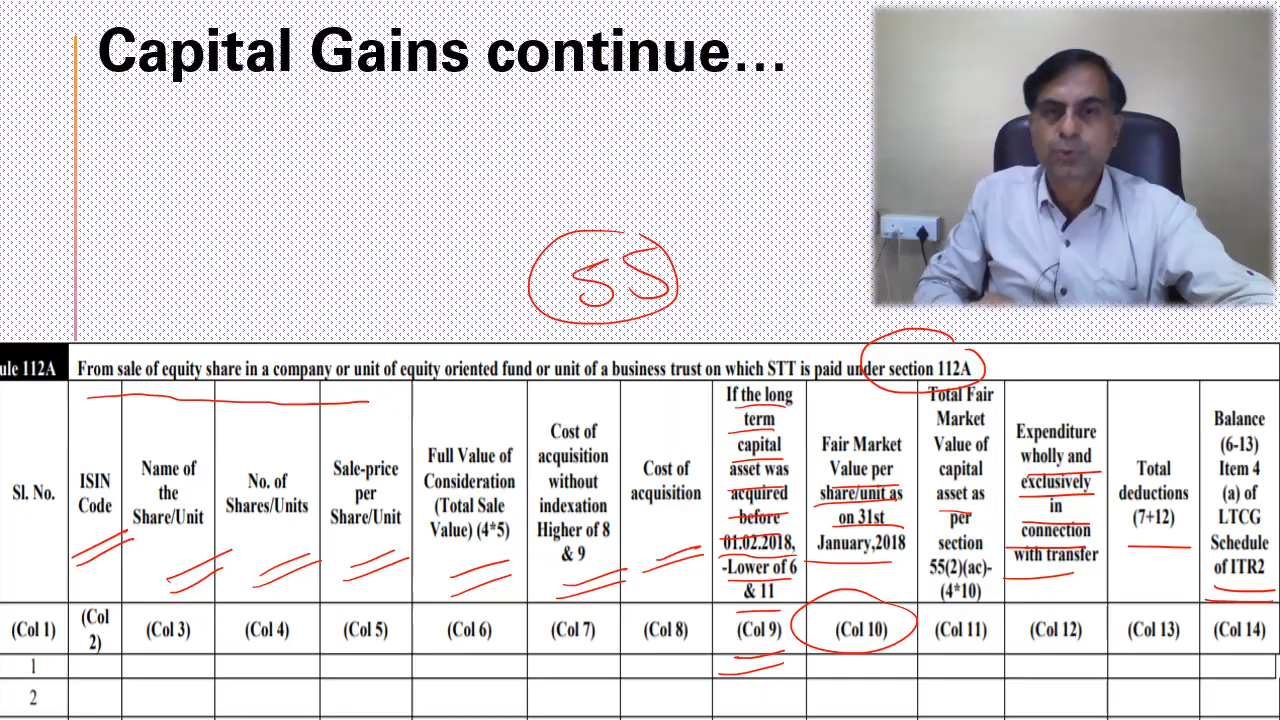 Capital Gains continue...
55
ule 112A
From sale of equity share in a company or unit of equity oriented fund or unit of a business trust on which STT is paid under section 112A
Sl. No.
ISIN
Code
Name of
the
Share/Unit
No. of
Shares/Units
Sale-price
per
Share/Unit
Full Value of
Consideration
(Total Sale
Value) (4*5)
Cost of
acquisition
without
indexation
Higher of 8
& 9
Cost of
acquisition
If the long
term
capital
asset was
acquired
before
01.02.2018,
-Lower of 6
& 11
Fair Market
Value per
share/unit as
on 31st
January,2018
Total Fair
Market
Value of
capital
asset as
per
section
55(2)(ac)-
(4*10)
Expenditure
wholly and
exclusively
in
connection
with transfer
Total
deductions
(7+12)
Balance
(6-13)
Item 4
(a) of
LTCG
Schedule
of ITR2
(Col 1)
(Col
2)
(Col 3)
(Col 4)
(Col 5)
(Col 6)
(Col 7)
(Col 8)
(Col 9)
(Col 10)
(Col 11)
(Col 12)
(Col 13)
(Col 14)
1
2